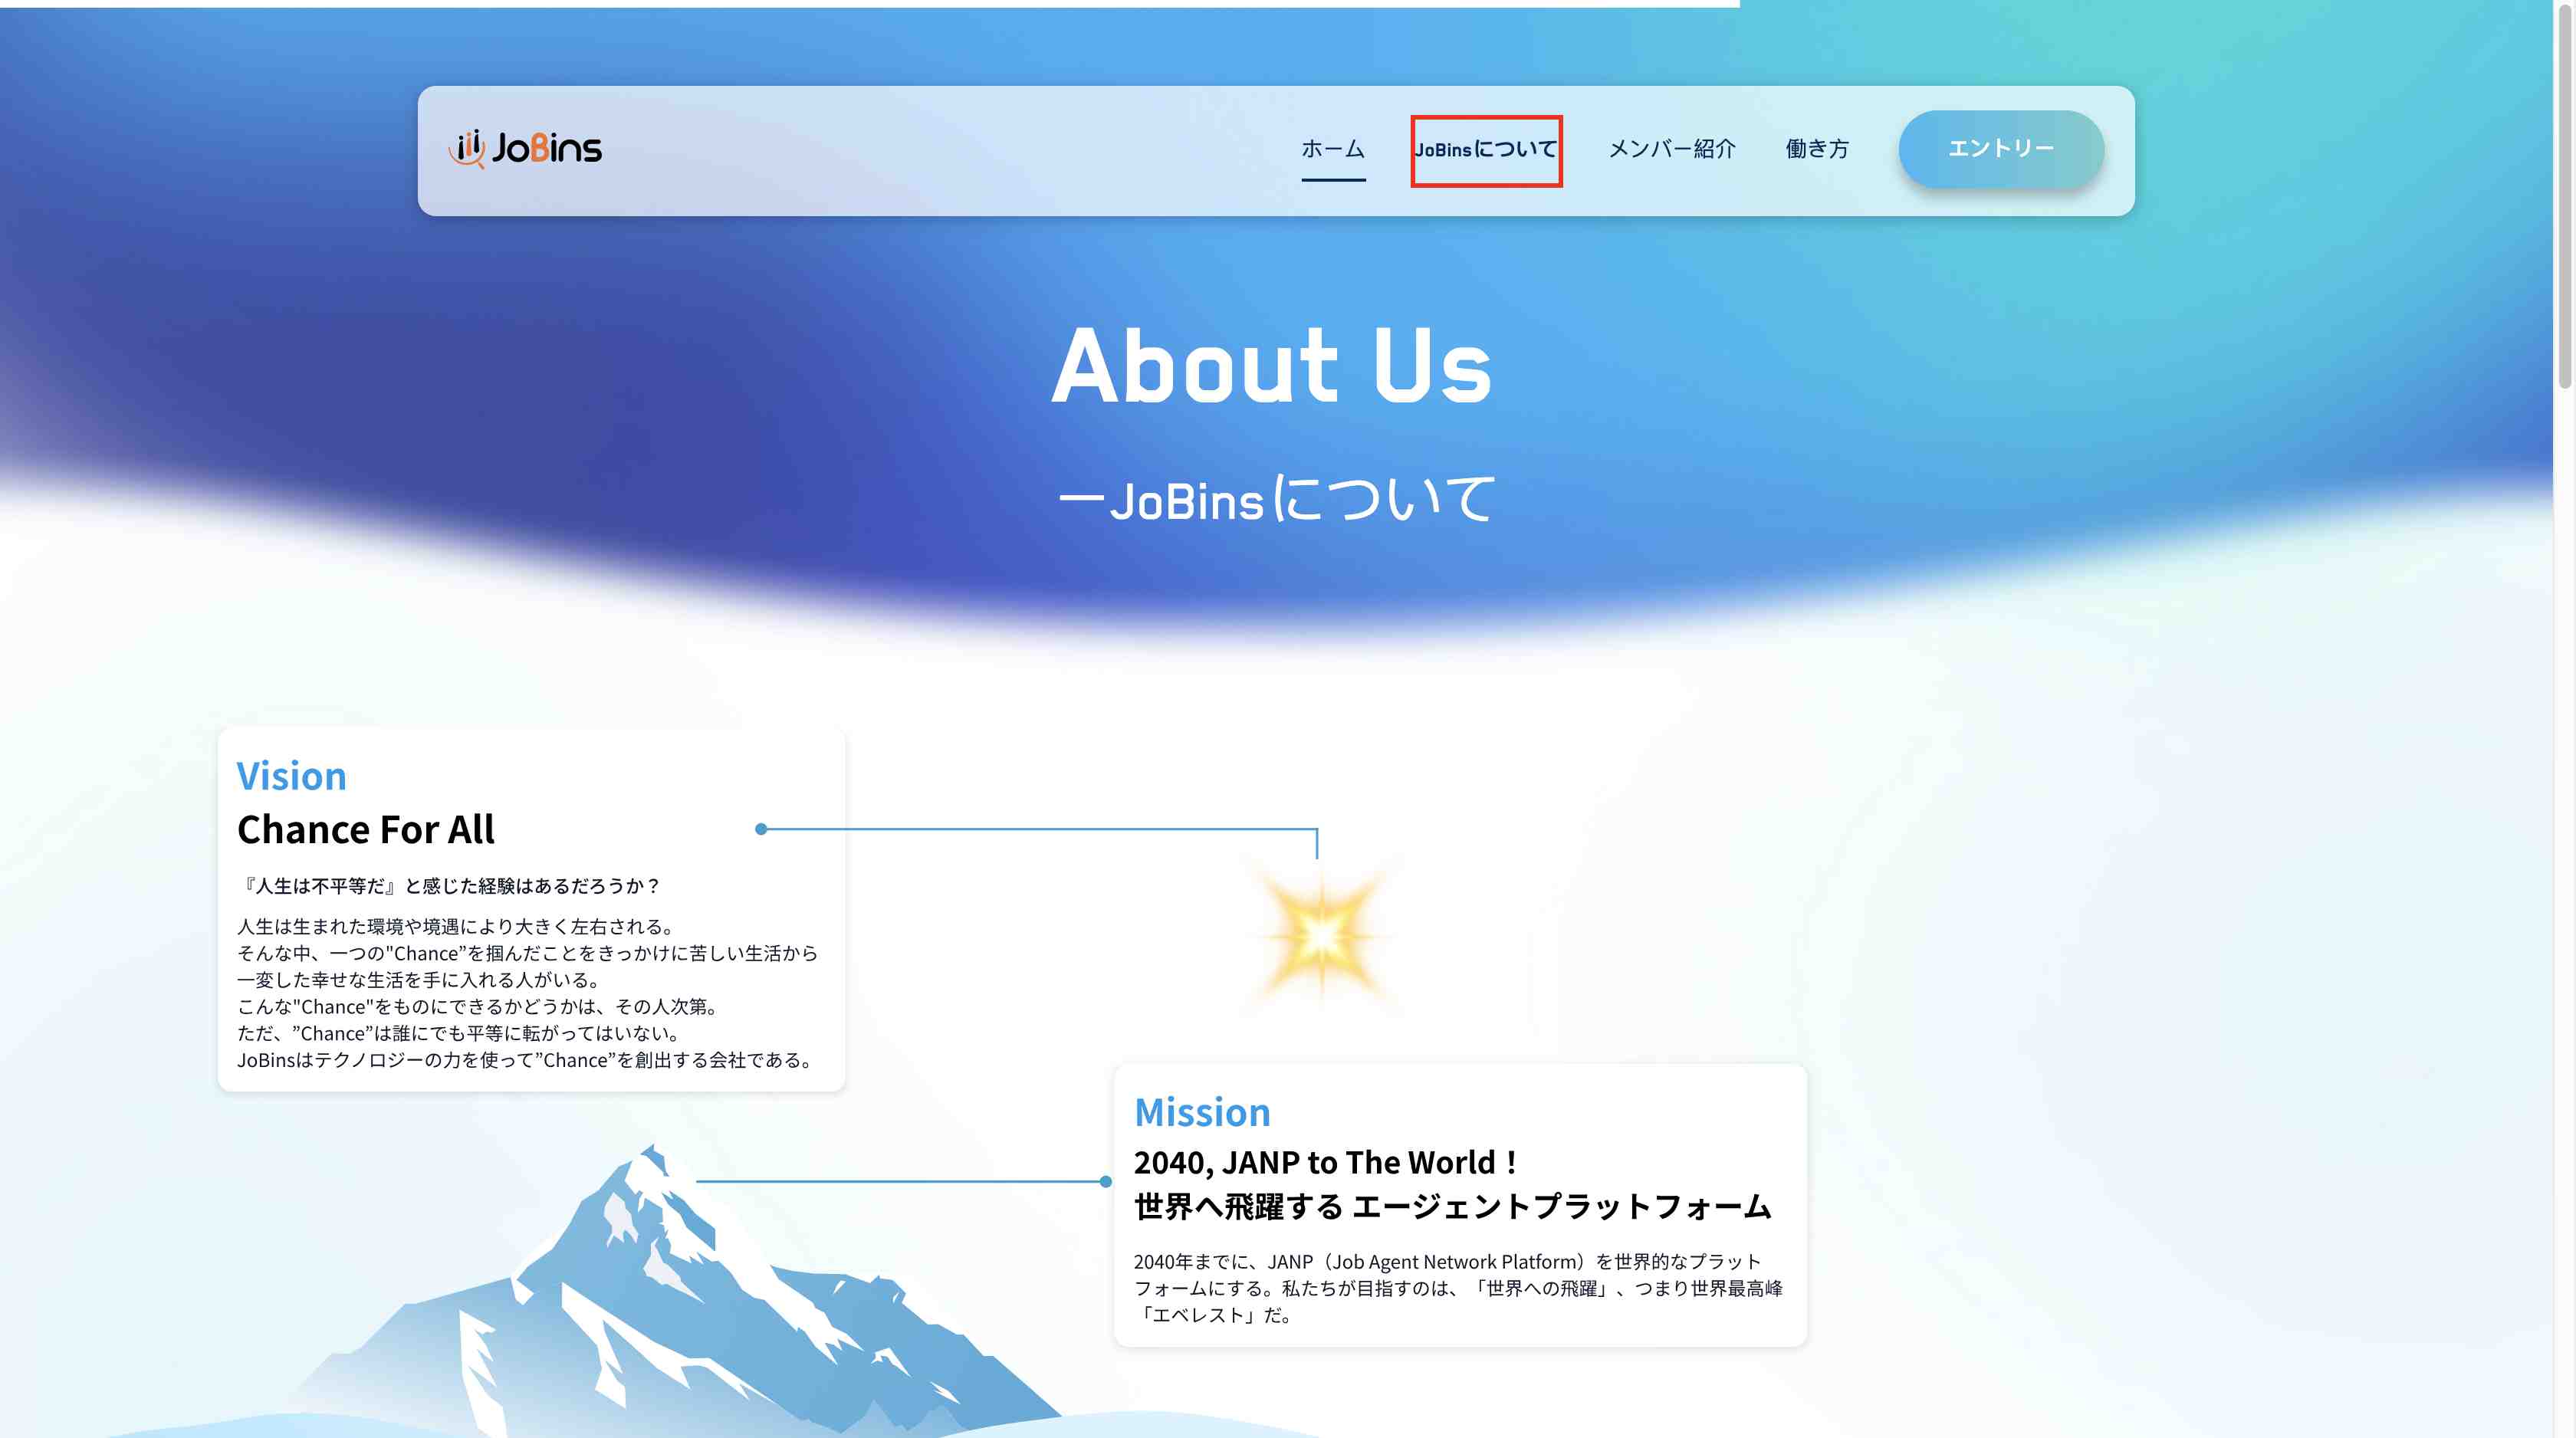 JoBins
ホーム
JoBinsについて
メンバー紹介
働き方
エントリー
About Us
ーJoBinsについて
Vision
Chance For All
『人生は不平等だ』と感じた経験はあるだろうか？
人生は生まれた環境や境遇により大きく左右される。
そんな中、一つの"Chance”を掴んだことをきっかけに苦しい生活から
一変した幸せな生活を手に入れる人がいる。
こんな"Chance"をものにできるかどうかは、その人次第。
ただ、”Chance”は誰にでも平等に転がってはいない。
JoBinsはテクノロジーの力を使って”Chance”を創出する会社である。
Mission
2040, JANP to The World！
世界へ飛躍する エージェントプラットフォーム
2040年までに、JANP（Job Agent Network Platform）を世界的なプラット
フォームにする。私たちが目指すのは、「世界への飛躍」、つまり世界最高峰
「エベレスト」だ。